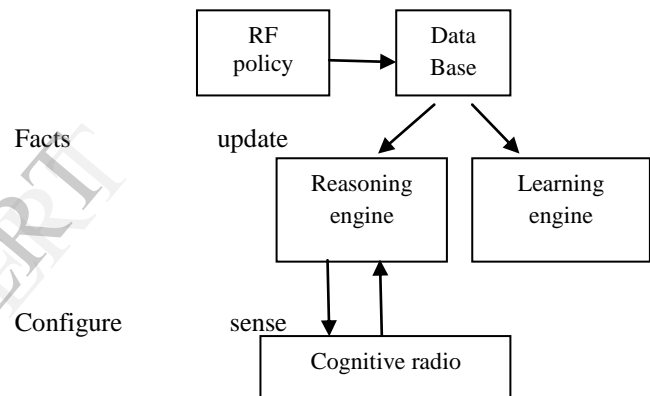 RF
policy
Data
Base
Facts update
Reasoning
engine
Learning
engine
Configure sense
Cognitive radio